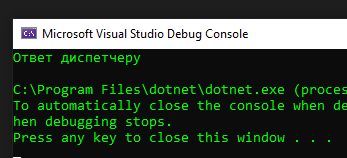 Microsoft Visual Studio Debug Console
Ответ диспетчеру
C:\Program Files\dotnet\dotnet.exe (proces
To automatically close the console when de
hen debugging stops.
Press any key to close this window . . .